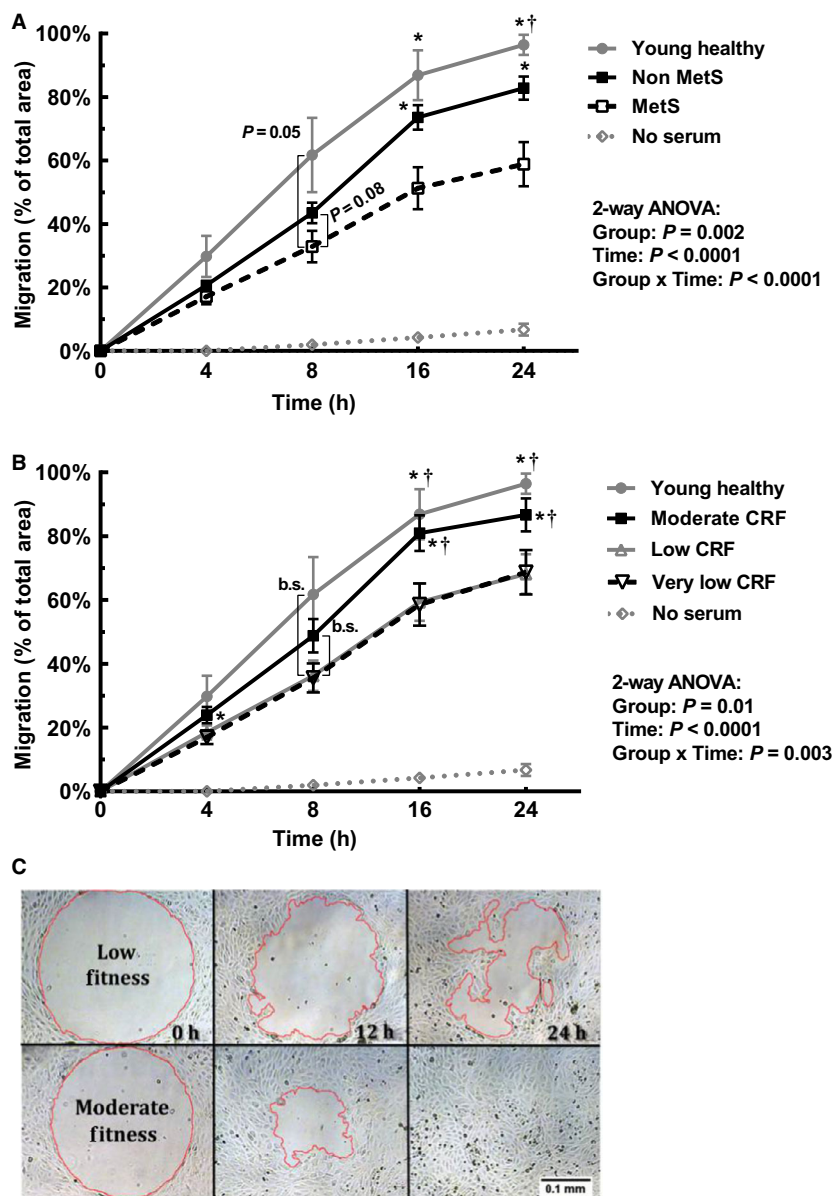 A
100%
80%
60%
40%
20%
0%
Migration (% of total area)
0 4 8 16 24
Time (h)
P = 0.05
P = 0.08
*
*
* †
*
Young healthy
Non MetS
MetS
No serum
2-way ANOVA:
Group: P = 0.002
Time: P < 0.0001
Group x Time: P < 0.0001
B
100%
80%
60%
40%
20%
0%
Migration (% of total area)
0 4 8 16 24
Time (h)
*
b.s.
b.s.
* †
* †
* †
* †
Young healthy
Moderate CRF
Low CRF
Very low CRF
No serum
2-way ANOVA:
Group: P = 0.01
Time: P < 0.0001
Group x Time: P = 0.003
C
Low
fitness
0 h
12 h
24 h
Moderate
fitness
0.1 mm